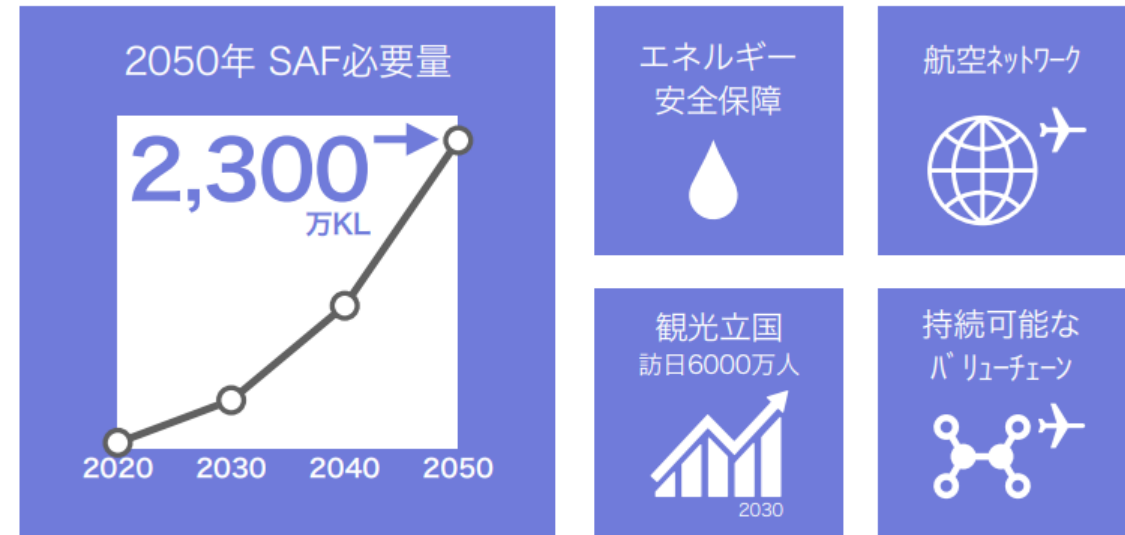 2050年 SAF必要量
2,300
万KL
2020 2030 2040 2050
エネルギー
安全保障
航空ネットワーク
観光立国
訪日6000万人
2030
持続可能な
バリューチェーン